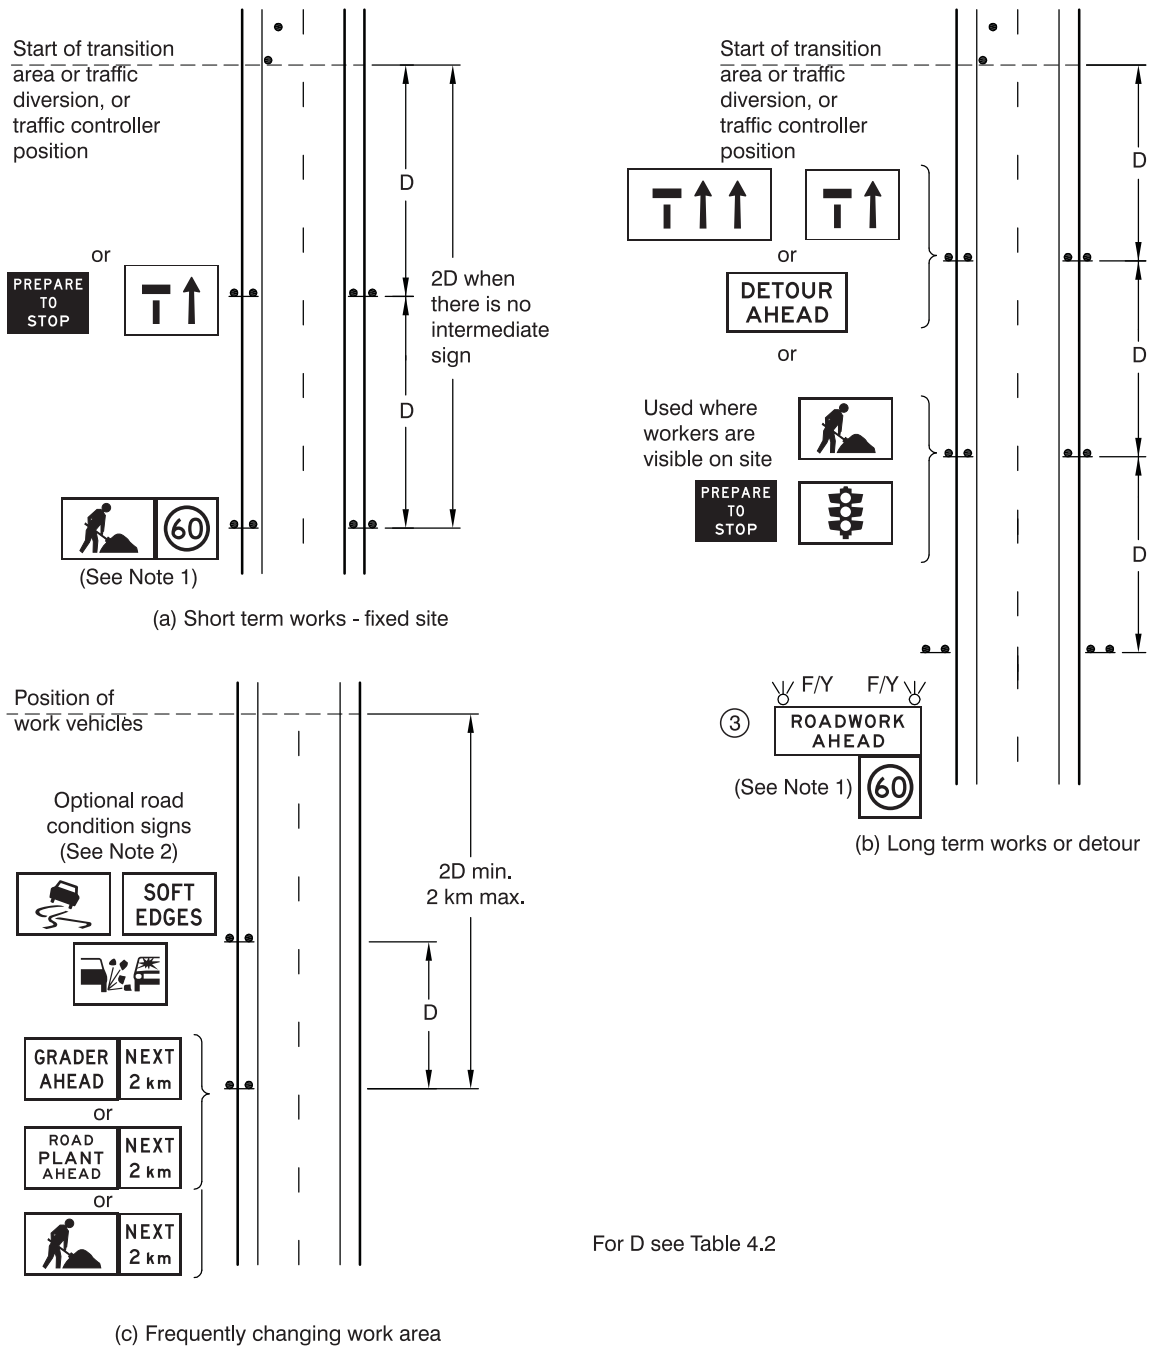 Start of transition
area or traffic
diversion, or
traffic controller
position
D
or
PREPARE
TO
STOP
2D when
there is no
intermediate
sign
D
60
(See Note 1)
(a) Short term works - fixed site
Start of transition
area or traffic
diversion, or
traffic controller
position
D
or
DETOUR
AHEAD
or
D
Used where
workers are
visible on site
PREPARE
TO
STOP
D
F/Y F/Y
3
ROADWORK
AHEAD
(See Note 1)
60
(b) Long term works or detour
Position of
work vehicles
Optional road
condition signs
(See Note 2)
SOFT
EDGES
2D min.
2 km max.
D
GRADER
AHEAD
NEXT
2 km
or
ROAD
PLANT
AHEAD
NEXT
2 km
or
NEXT
2 km
For D see Table 4.2
(c) Frequently changing work area